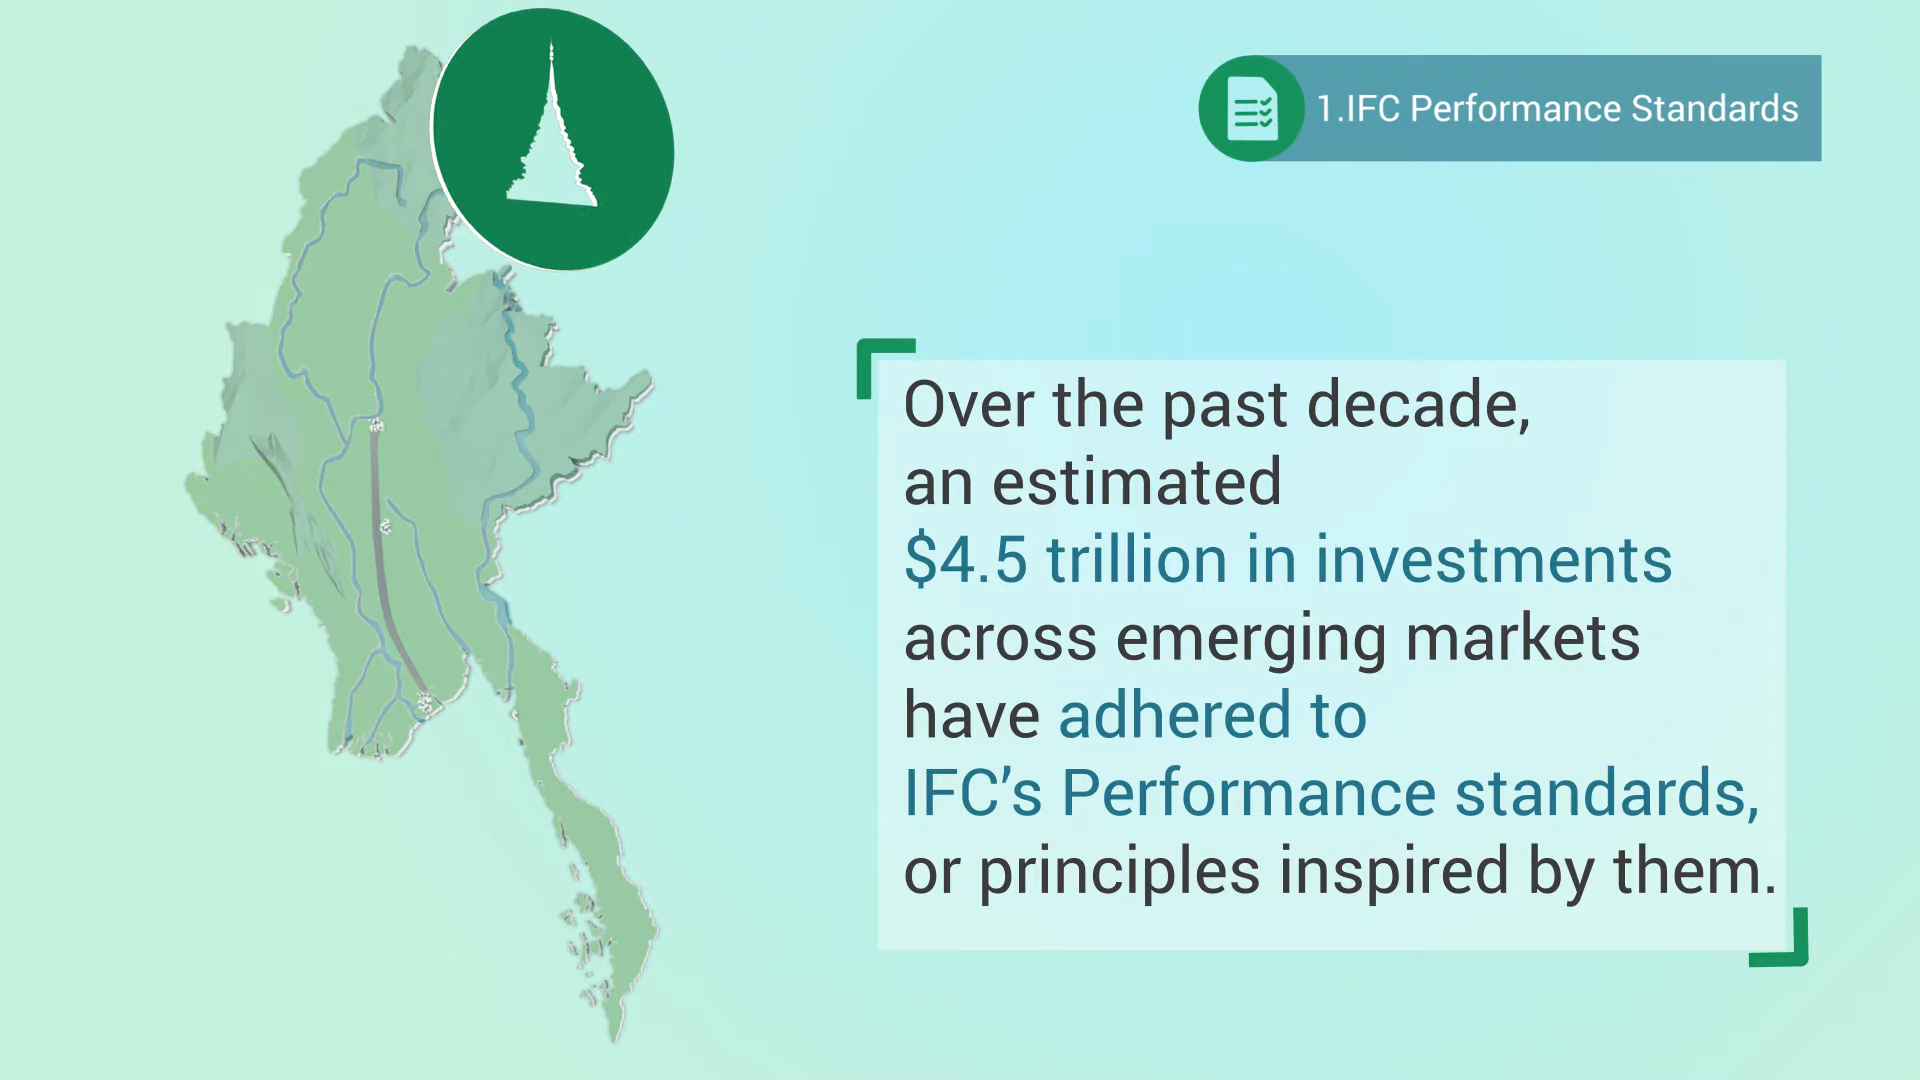 1.IFC Performance Standards
Over the past decade,
an estimated
$4.5 trillion in investments
across emerging markets
have adhered to
IFC’s Performance standards,
or principles inspired by them.